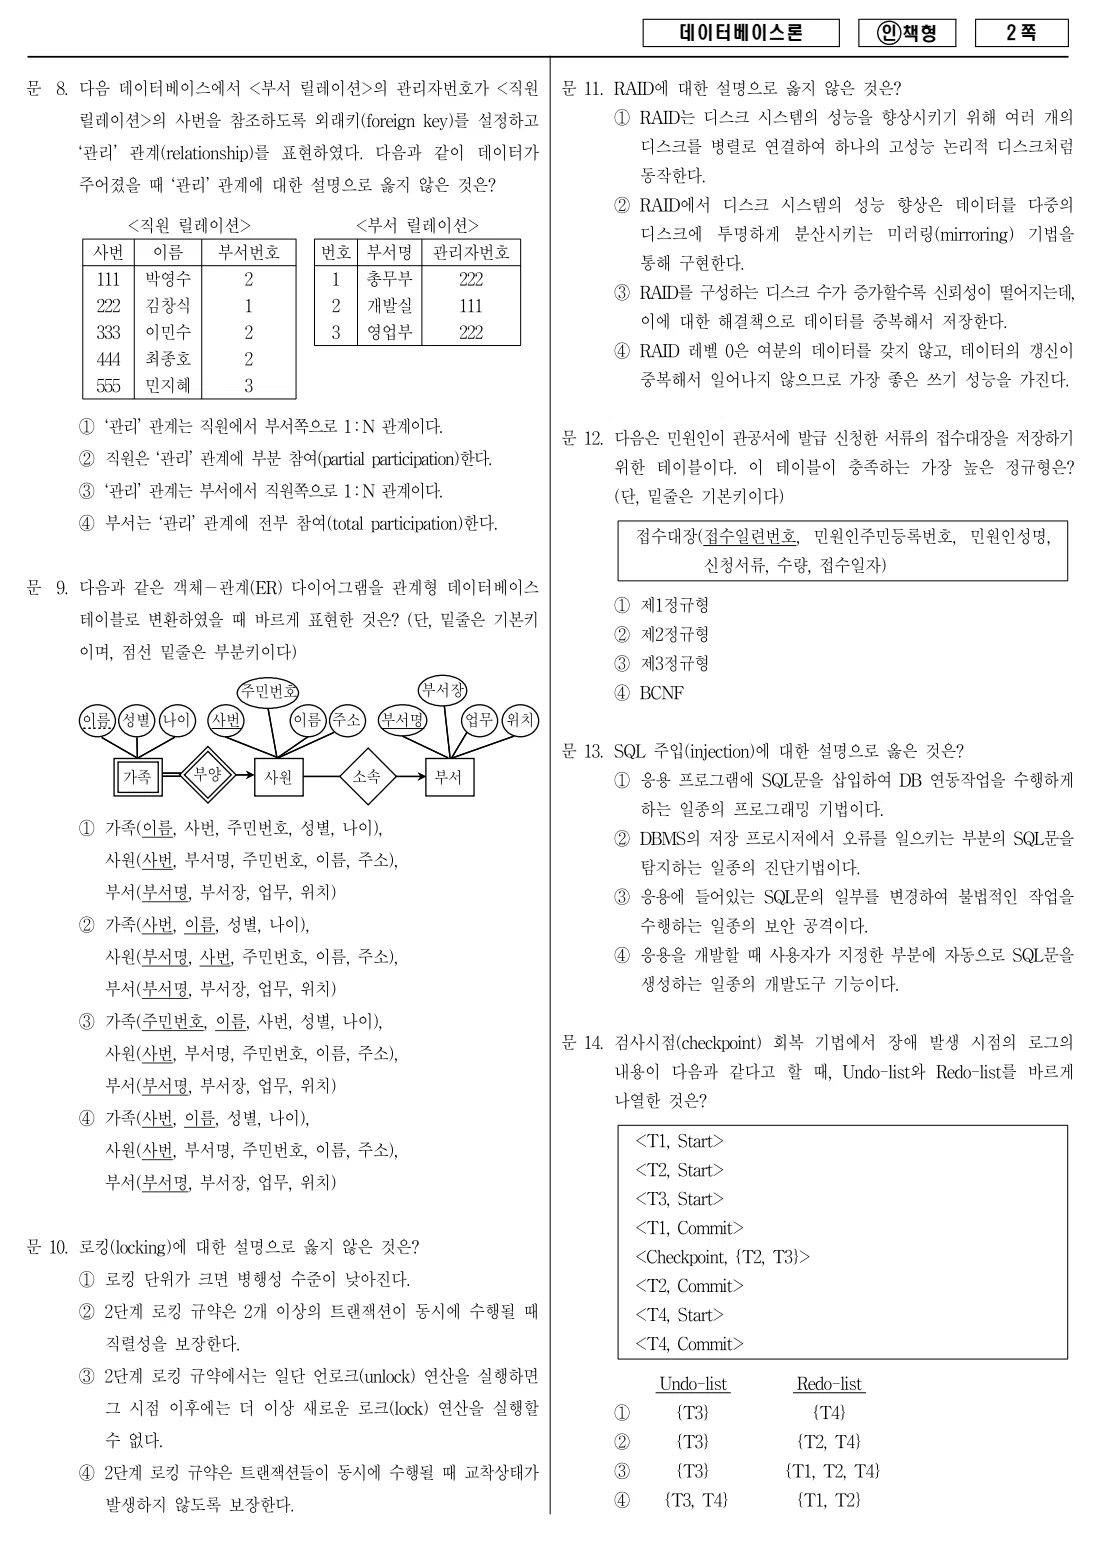 데이터베이스론
인책형
2쪽
문 8. 다음 데이터베이스에서 <부서 릴레이션>의 관리자번호가 <직원
릴레이션>의 사번을 참조하도록 외래키(foreign key)를 설정하고
‘관리’ 관계(relationship)를 표현하였다. 다음과 같이 데이터가
주어졌을 때 ‘관리’ 관계에 대한 설명으로 옳지 않은 것은?
<직원 릴레이션>
사번 이름 부서번호
111 박영수 2
222 김창식 1
333 이민수 2
444 최종호 2
555 민지혜 3
<부서 릴레이션>
번호 부서명 관리자번호
1 총무부 222
2 개발실 111
3 영업부 222
① ‘관리’ 관계는 직원에서 부서쪽으로 1 : N 관계이다.
② 직원은 ‘관리’ 관계에 부분 참여(partial participation)한다.
③ ‘관리’ 관계는 부서에서 직원쪽으로 1 : N 관계이다.
④ 부서는 ‘관리’ 관계에 전부 참여(total participation)한다.
문 9. 다음과 같은 객체－관계(ER) 다이어그램을 관계형 데이터베이스
테이블로 변환하였을 때 바르게 표현한 것은? (단, 밑줄은 기본키
이며, 점선 밑줄은 부분키이다)
주민번호 부서장
이름 성별 나이 사번 이름 주소 부서명 업무 위치
가족 부양 사원 소속 부서
① 가족(이름, 사번, 주민번호, 성별, 나이),
사원(사번, 부서명, 주민번호, 이름, 주소),
부서(부서명, 부서장, 업무, 위치)
② 가족(사번, 이름, 성별, 나이),
사원(부서명, 사번, 주민번호, 이름, 주소),
부서(부서명, 부서장, 업무, 위치)
③ 가족(주민번호, 이름, 사번, 성별, 나이),
사원(사번, 부서명, 주민번호, 이름, 주소),
부서(부서명, 부서장, 업무, 위치)
④ 가족(사번, 이름, 성별, 나이),
사원(사번, 부서명, 주민번호, 이름, 주소),
부서(부서명, 부서장, 업무, 위치)
문 10. 로킹(locking)에 대한 설명으로 옳지 않은 것은?
① 로킹 단위가 크면 병행성 수준이 낮아진다.
② 2단계 로킹 규약은 2개 이상의 트랜잭션이 동시에 수행될 때
직렬성을 보장한다.
③ 2단계 로킹 규약에서는 일단 언로크(unlock) 연산을 실행하면
그 시점 이후에는 더 이상 새로운 로크(lock) 연산을 실행할
수 없다.
④ 2단계 로킹 규약은 트랜잭션들이 동시에 수행될 때 교착상태가
발생하지 않도록 보장한다.
문 11. RAID에 대한 설명으로 옳지 않은 것은?
① RAID는 디스크 시스템의 성능을 향상시키기 위해 여러 개의
디스크를 병렬로 연결하여 하나의 고성능 논리적 디스크처럼
동작한다.
② RAID에서 디스크 시스템의 성능 향상은 데이터를 다중의
디스크에 투명하게 분산시키는 미러링(mirroring) 기법을
통해 구현한다.
③ RAID를 구성하는 디스크 수가 증가할수록 신뢰성이 떨어지는데,
이에 대한 해결책으로 데이터를 중복해서 저장한다.
④ RAID 레벨 0은 여분의 데이터를 갖지 않고, 데이터의 갱신이
중복해서 일어나지 않으므로 가장 좋은 쓰기 성능을 가진다.
문 12. 다음은 민원인이 관공서에 발급 신청한 서류의 접수대장을 저장하기
위한 테이블이다. 이 테이블이 충족하는 가장 높은 정규형은?
(단, 밑줄은 기본키이다)
접수대장(접수일련번호, 민원인주민등록번호, 민원인성명,
신청서류, 수량, 접수일자)
① 제1정규형
② 제2정규형
③ 제3정규형
④ BCNF
문 13. SQL 주입(injection)에 대한 설명으로 옳은 것은?
① 응용 프로그램에 SQL문을 삽입하여 DB 연동작업을 수행하게
하는 일종의 프로그래밍 기법이다.
② DBMS의 저장 프로시저에서 오류를 일으키는 부분의 SQL문을
탐지하는 일종의 진단기법이다.
③ 응용에 들어있는 SQL문의 일부를 변경하여 불법적인 작업을
수행하는 일종의 보안 공격이다.
④ 응용을 개발할 때 사용자가 지정한 부분에 자동으로 SQL문을
생성하는 일종의 개발도구 기능이다.
문 14. 검사시점(checkpoint) 회복 기법에서 장애 발생 시점의 로그의
내용이 다음과 같다고 할 때, Undo-list와 Redo-list를 바르게
나열한 것은?
<T1, Start>
<T2, Start>
<T3, Start>
<T1, Commit>
<Checkpoint, {T2, T3}>
<T2, Commit>
<T4, Start>
<T4, Commit>
Undo-list Redo-list
① {T3} {T4}
② {T3} {T2, T4}
③ {T3} {T1, T2, T4}
④ {T3, T4} {T1, T2}